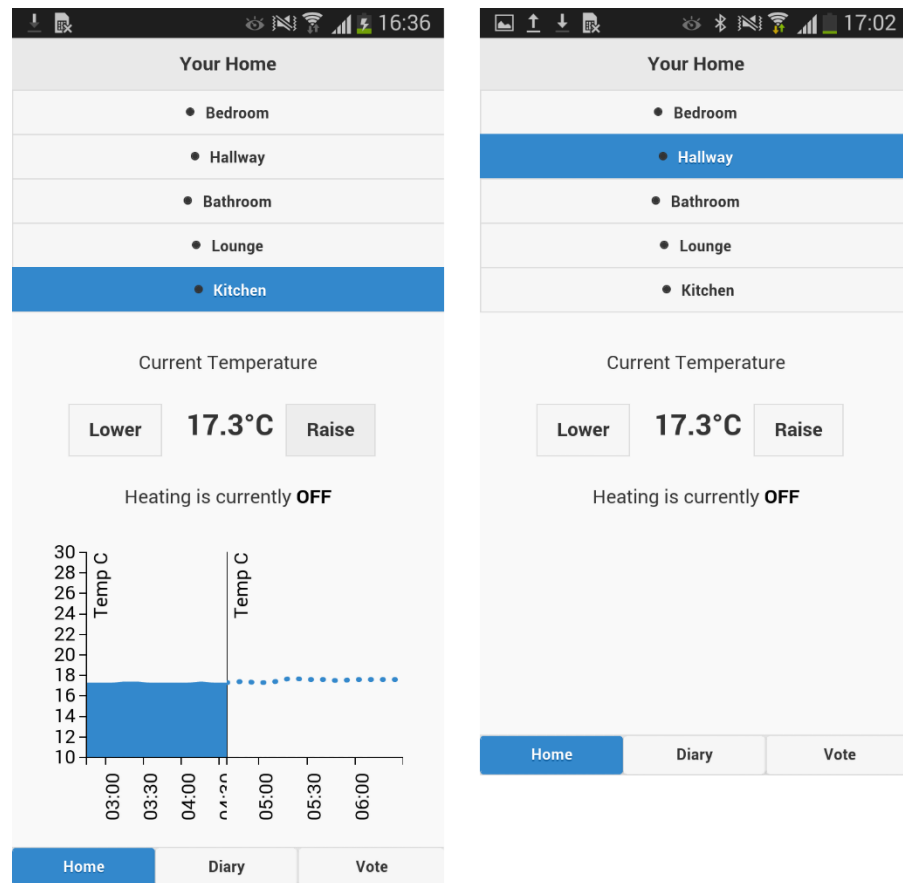 16:36
Your Home
• Bedroom
• Hallway
• Bathroom
• Lounge
• Kitchen
Current Temperature
Lower 17.3°C Raise
Heating is currently OFF
30
28
26
24
22
20
18
16
14
12
10
Temp C
Temp C
03:00
03:30
04:00
04:30
05:00
05:30
06:00
Home Diary Vote
17:02
Your Home
• Bedroom
• Hallway
• Bathroom
• Lounge
• Kitchen
Current Temperature
Lower 17.3°C Raise
Heating is currently OFF
Home Diary Vote